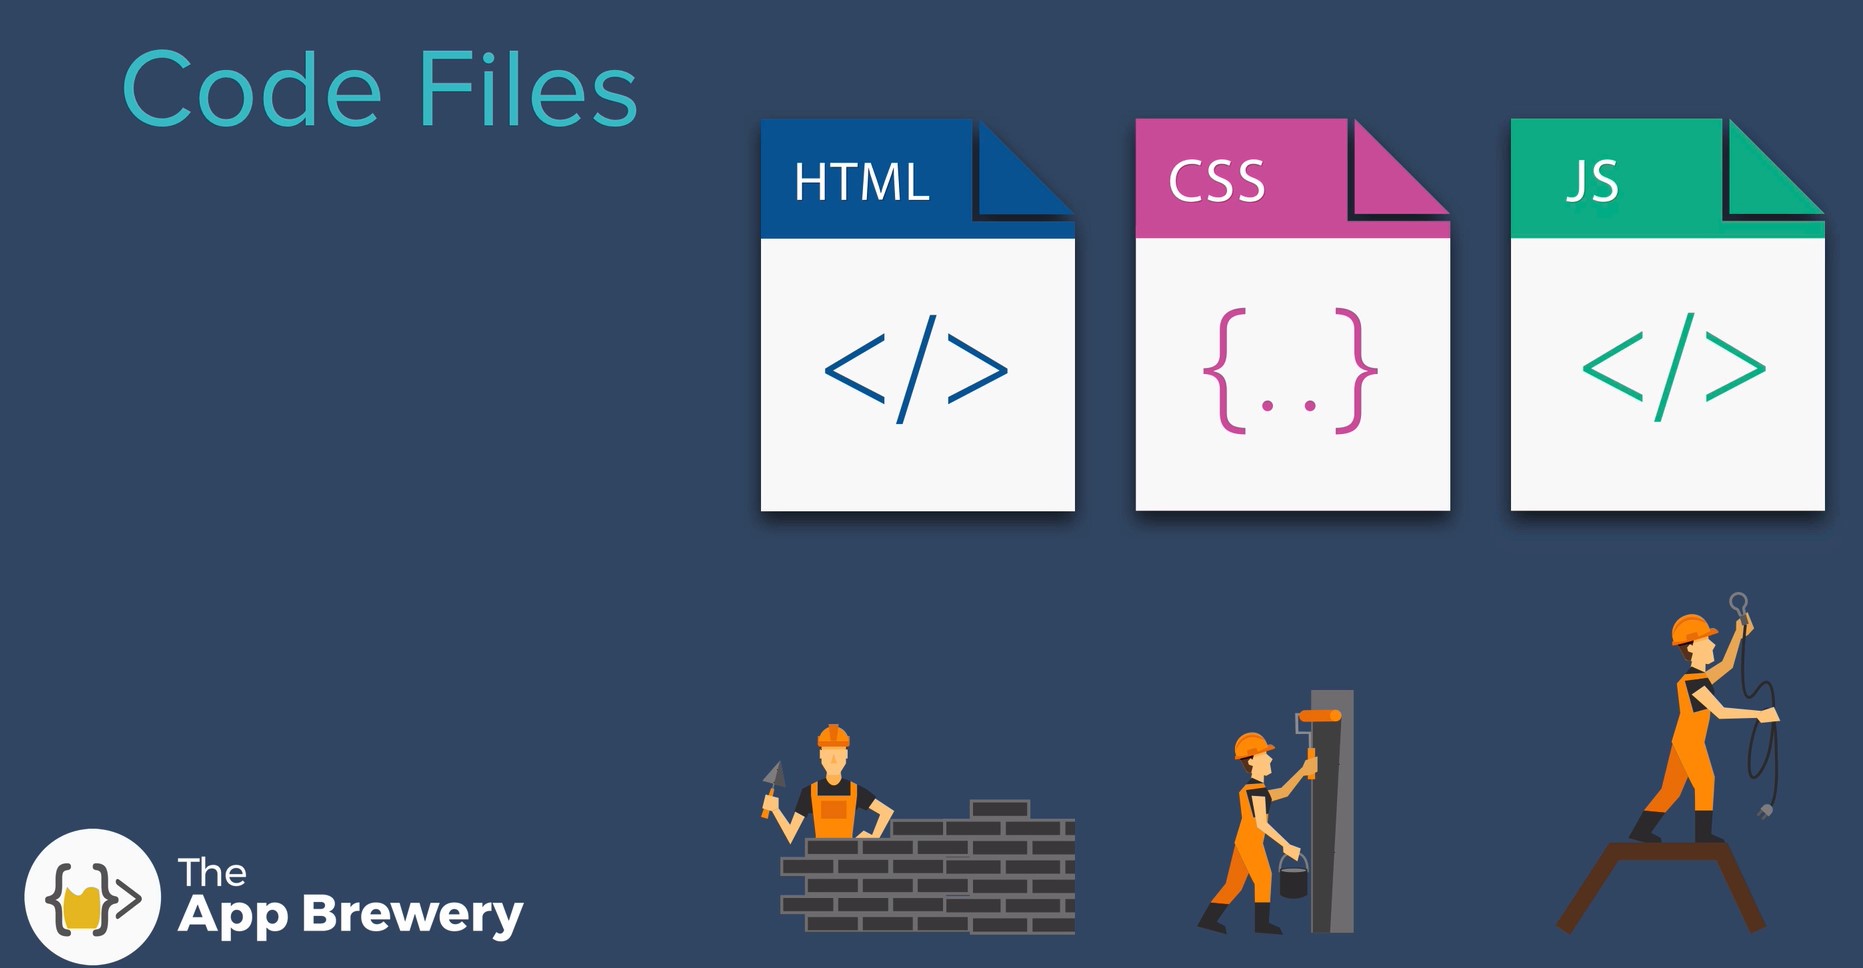 Code Files
HTML
CSS
JS
</>
{..}
</>
The
App Brewery